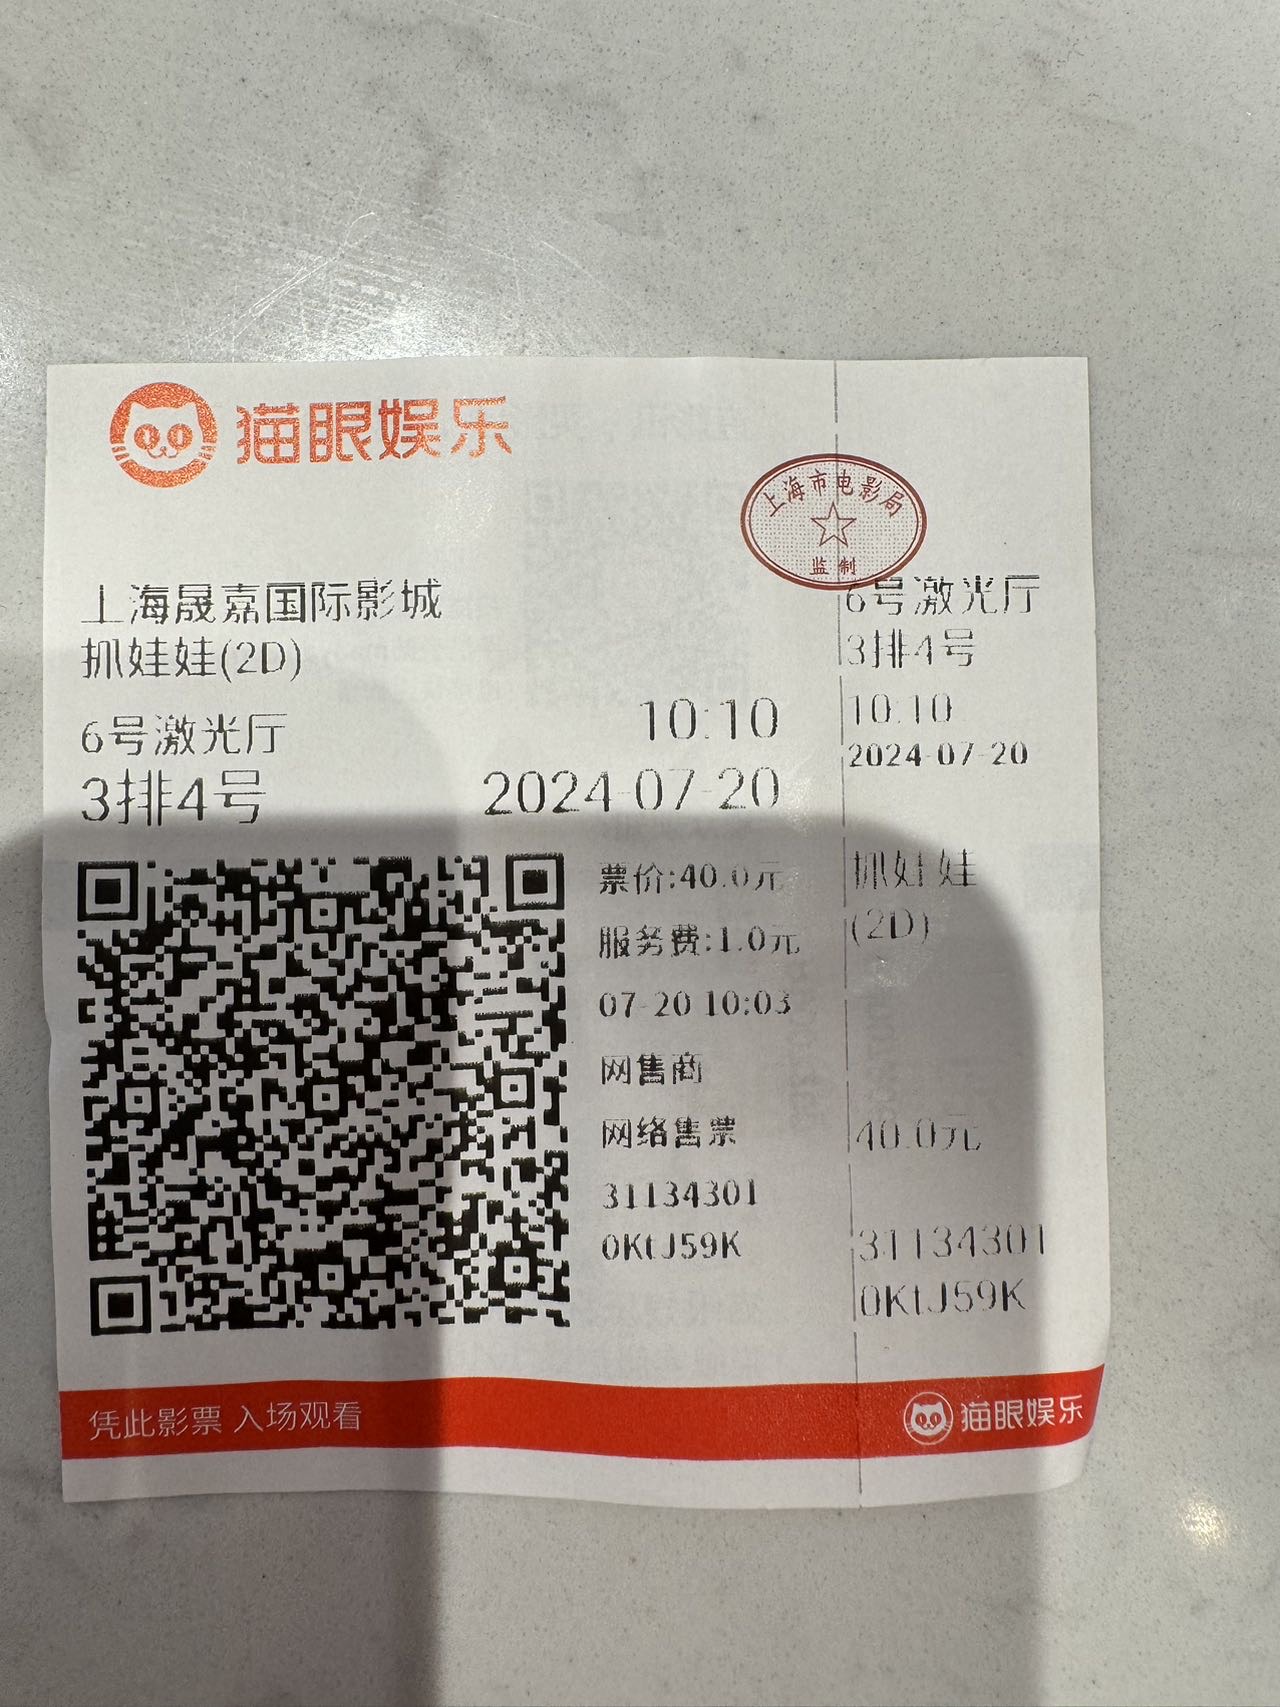 猫眼娱乐
上海市电影局
监制
上海晟嘉国际影城
抓娃娃(2D)
6号激光厅
10:10
3排4号
2024-07-20
票价:40.0元
服务费:1.0元
07-20 10:03
网售商
网络售票
31134301
0KtJ59K
6号激光厅
3排4号
10:10
2024-07-20
抓娃娃
(2D)
40.0元
31134301
0KtJ59K
凭此影票 入场观看
猫眼娱乐